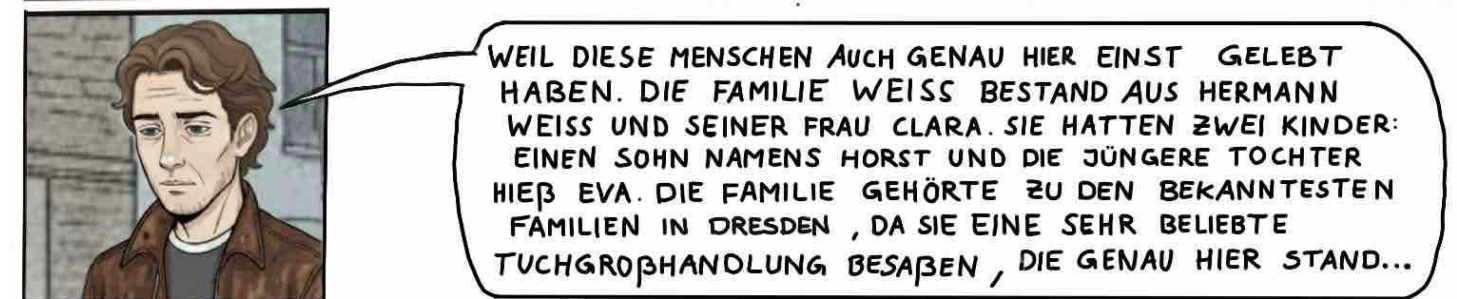 WEIL DIESE MENSCHEN AUCH GENAU HIER EINST GELEBT
HABEN. DIE FAMILIE WEISS BESTAND AUS HERMANN
WEISS UND SEINER FRAU CLARA. SIE HATTEN ZWEI KINDER:
EINEN SOHN NAMENS HORST UND DIE JÜNGERE TOCHTER
HIEß EVA. DIE FAMILIE GEHÖRTE ZU DEN BEKANNTESTEN
FAMILIEN IN DRESDEN, DA SIE EINE SEHR BELIEBTE
TUCHGROßHANDLUNG BESAßEN, DIE GENAU HIER STAND...